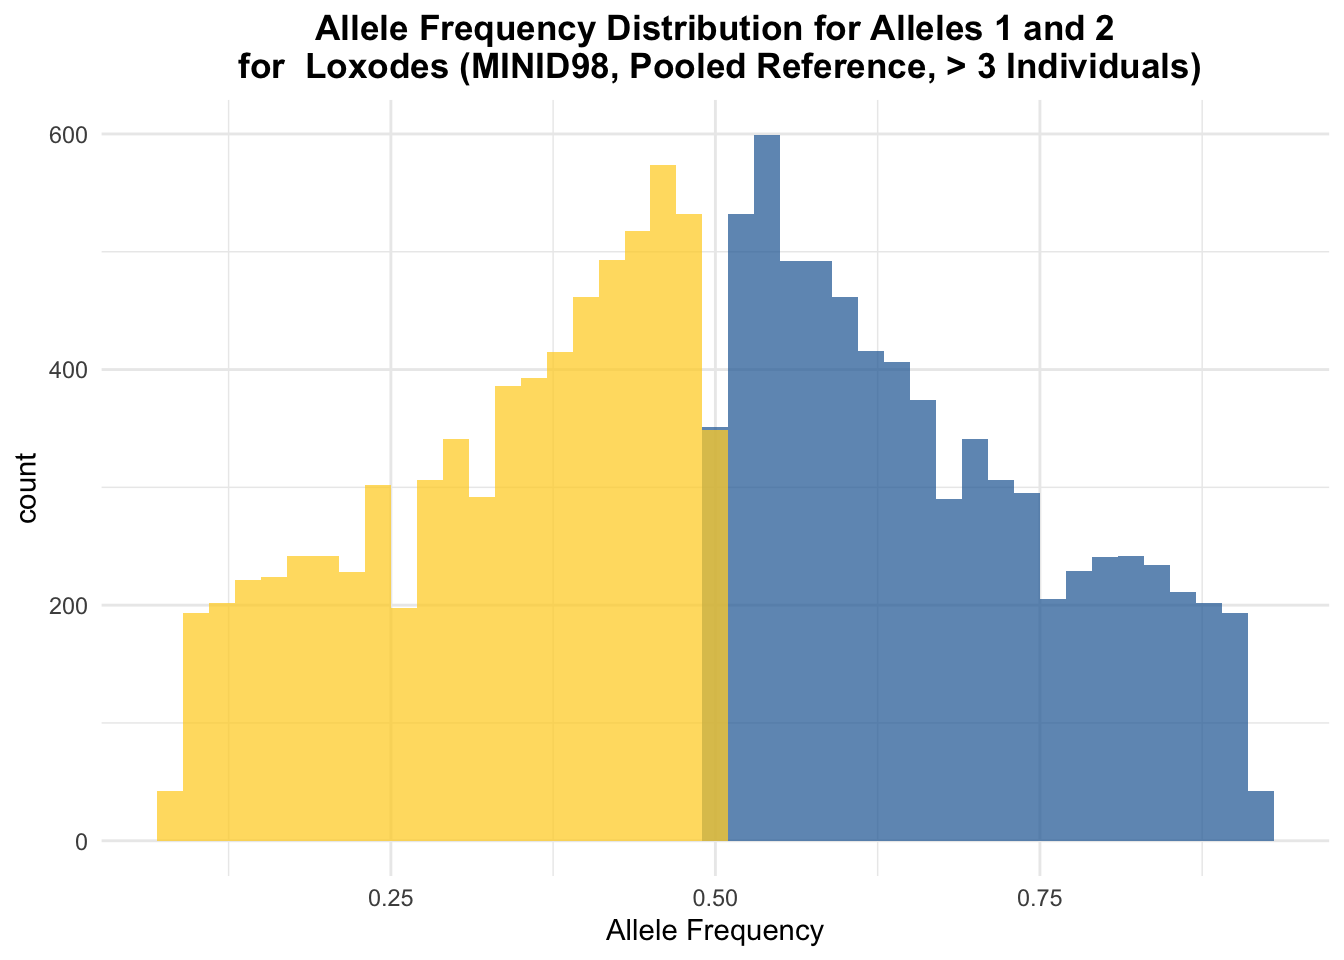 Allele Frequency Distribution for Alleles 1 and 2
for  Loxodes (MINID98, Pooled Reference, > 3 Individuals)
600
400
200
0
count
0.25 0.50 0.75
Allele Frequency